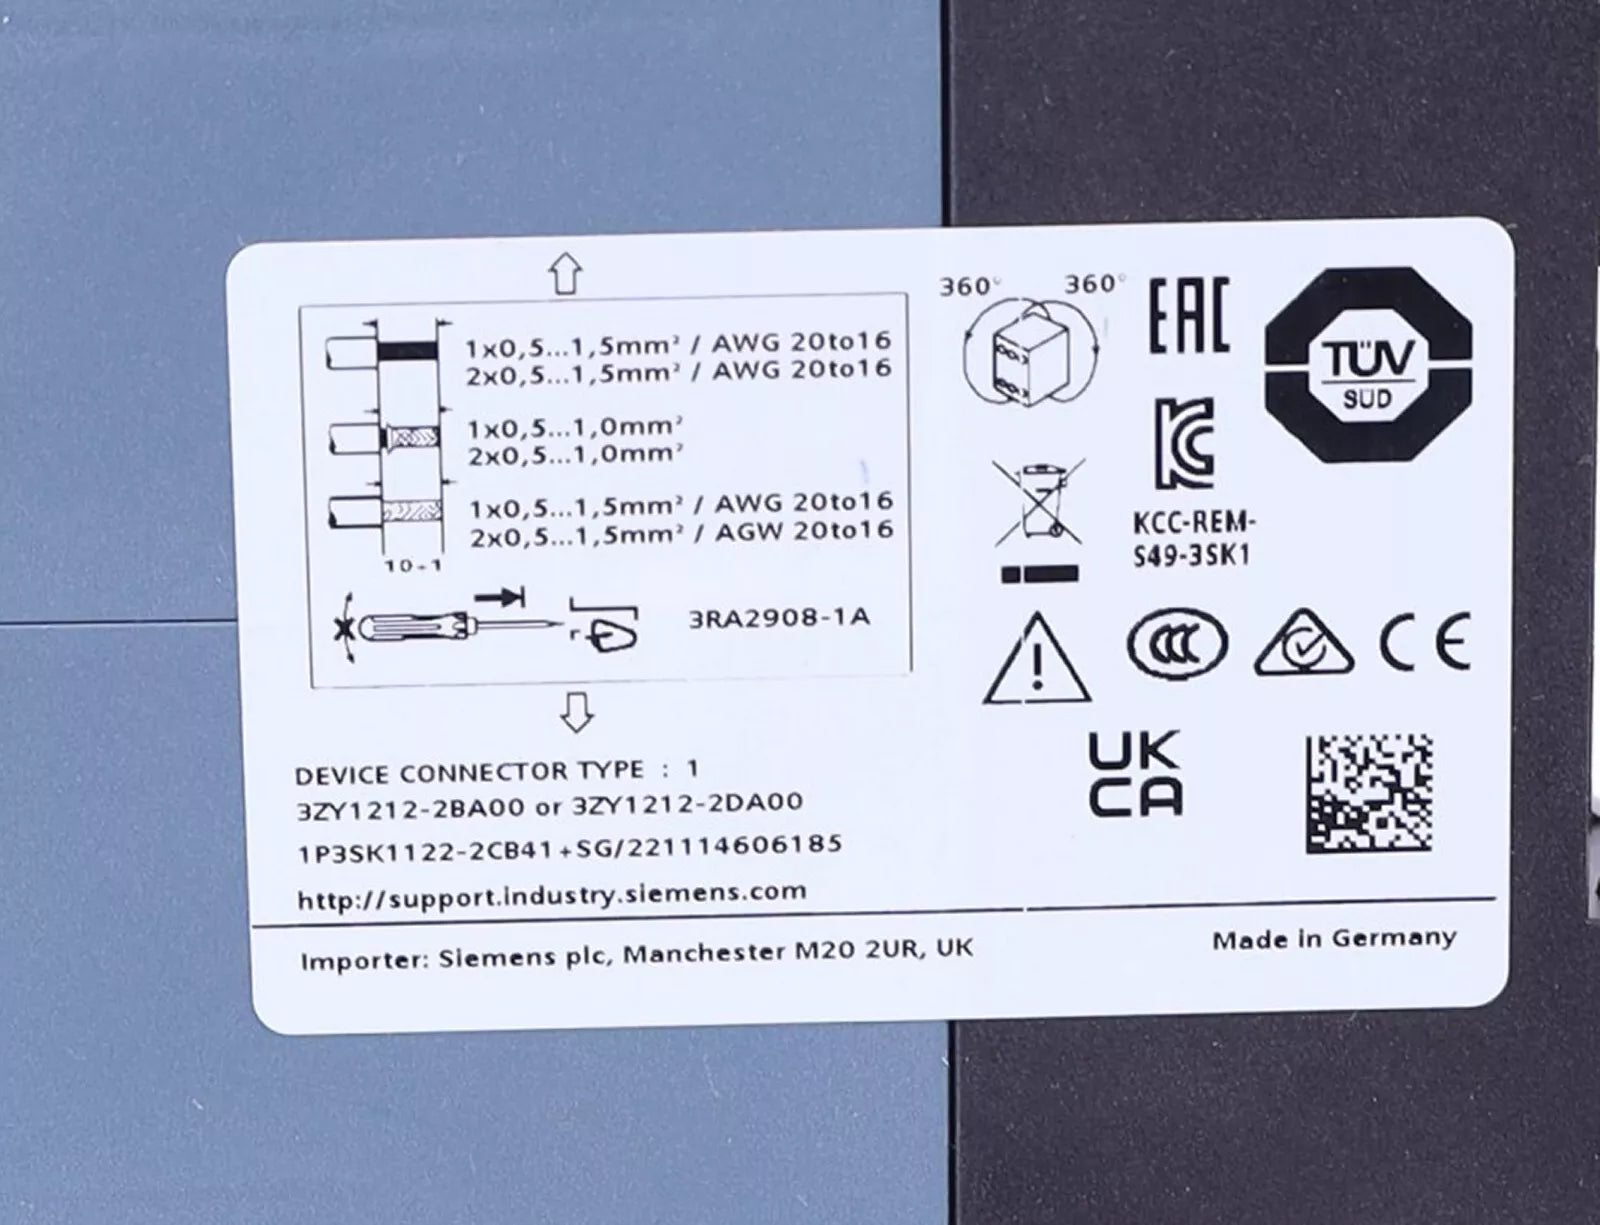 1x0,5...1,5mm² / AWG 20to16
2x0,5...1,5mm² / AWG 20to16
1x0,5...1,0mm²
2x0,5...1,0mm²
1x0,5...1,5mm² / AWG 20to16
2x0,5...1,5mm² / AGW 20to16
10-1
3RA2908-1A
DEVICE CONNECTOR TYPE : 1
3ZY1212-2BA00 or 3ZY1212-2DA00
1P3SK1122-2CB41+SG/221114606185
http://support.industry.siemens.com
360° 360°
EAC
TÜV
SÜD
KC
KCC-REM-
S49-3SK1
CCC
CE
UK
CA
Importer: Siemens plc, Manchester M20 2UR, UK
Made in Germany